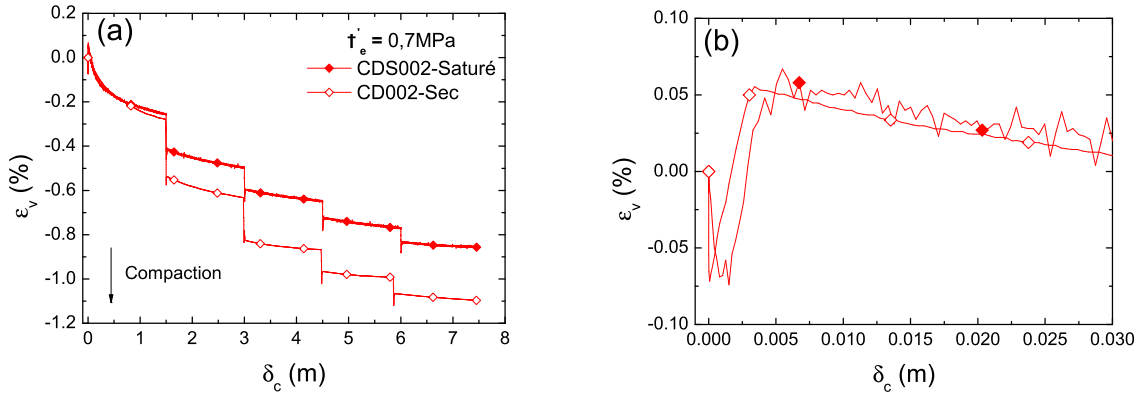 (a)
τ'e = 0,7MPa
CDS002-Saturé
CD002-Sec
Compaction
0.2
0.0
-0.2
-0.4
-0.6
-0.8
-1.0
-1.2
εv (%)
0 1 2 3 4 5 6 7 8
δc (m)
(b)
0.10
0.05
0.00
-0.05
-0.10
εv (%)
0.000 0.005 0.010 0.015 0.020 0.025 0.030
δc (m)